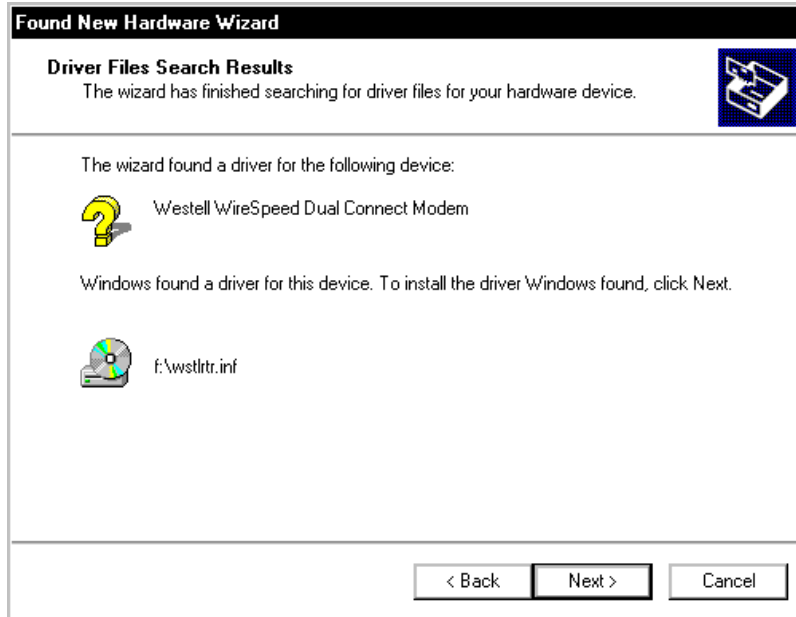 Found New Hardware Wizard
Driver Files Search Results
The wizard has finished searching for driver files for your hardware device.
The wizard found a driver for the following device:
Westell WireSpeed Dual Connect Modem
Windows found a driver for this device. To install the driver Windows found, click Next.
f:\wstlrtr.inf
< Back Next > Cancel